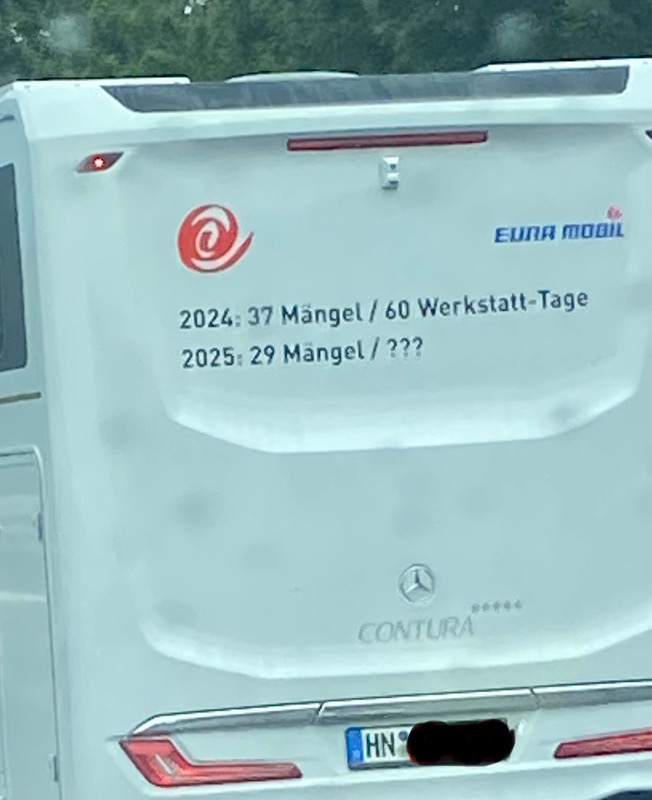 EURA MOBIL
2024: 37 Mängel / 60 Werkstatt-Tage
2025: 29 Mängel / ???
CONTURA *****
HN